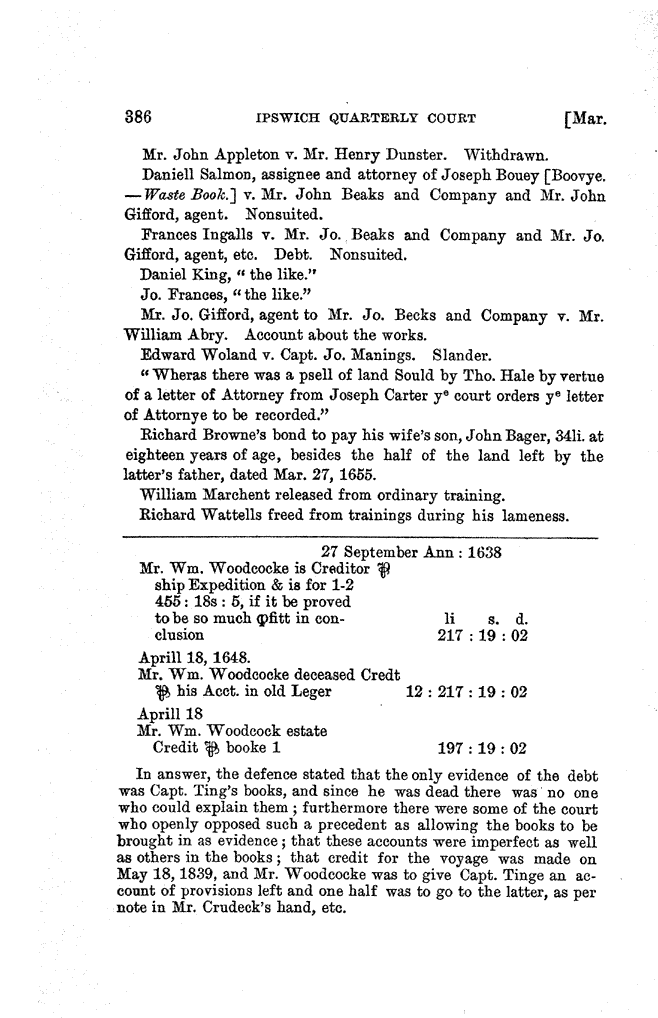 386 IPSWICH QUARTERLY COURT [Mar.
Mr. John Appleton v. Mr. Henry Dunster. Withdrawn.
Daniell Salmon, assignee and attorney of Joseph Bouey [Boovye.
—Waste Book.] v. Mr. John Beaks and Company and Mr. John
Gifford, agent. Nonsuited.
Frances Ingalls v. Mr. Jo. Beaks and Company and Mr. Jo.
Gifford, agent, etc. Debt. Nonsuited.
Daniel King, "the like."
Jo. Frances, "the like."
Mr. Jo. Gifford, agent to Mr. Jo. Becks and Company v. Mr.
William Abry. Account about the works.
Edward Woland v. Capt. Jo. Manings. Slander.
"Wheras there was a psell of land Sould by Tho. Hale by vertue
of a letter of Attorney from Joseph Carter yᵉ court orders yᵉ letter
of Attornye to be recorded."
Richard Browne's bond to pay his wife's son, John Bager, 34li. at
eighteen years of age, besides the half of the land left by the
latter's father, dated Mar. 27, 1655.
William Marchent released from ordinary training.
Richard Wattells freed from trainings during his lameness.
27 September Ann : 1638
Mr. Wm. Woodcocke is Creditor ⅌
ship Expedition & is for 1-2
455 : 18s : 5, if it be proved
to be so much ꝓfitt in con- li s. d.
clusion 217 : 19 : 02
Aprill 18, 1648.
Mr. Wm. Woodcocke deceased Credt
⅌ his Acct. in old Leger 12 : 217 : 19 : 02
Aprill 18
Mr. Wm. Woodcock estate
Credit ⅌ booke 1 197 : 19 : 02
In answer, the defence stated that the only evidence of the debt
was Capt. Ting's books, and since he was dead there was no one
who could explain them ; furthermore there were some of the court
who openly opposed such a precedent as allowing the books to be
brought in as evidence ; that these accounts were imperfect as well
as others in the books ; that credit for the voyage was made on
May 18, 1839, and Mr. Woodcocke was to give Capt. Tinge an ac-
count of provisions left and one half was to go to the latter, as per
note in Mr. Crudeck's hand, etc.